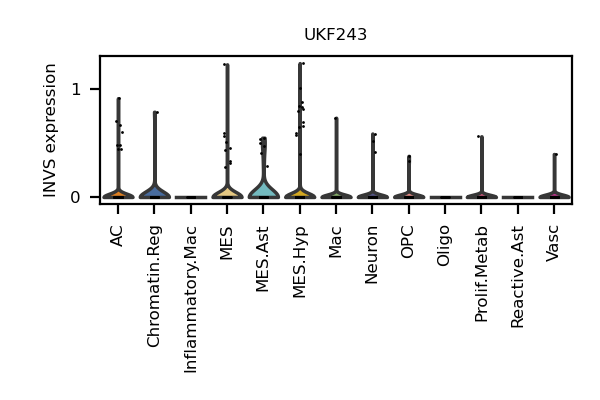 UKF243
INVS expression
1
0
AC
Chromatin.Reg
Inflammatory.Mac
MES
MES.Ast
MES.Hyp
Mac
Neuron
OPC
Oligo
Prolif.Metab
Reactive.Ast
Vasc